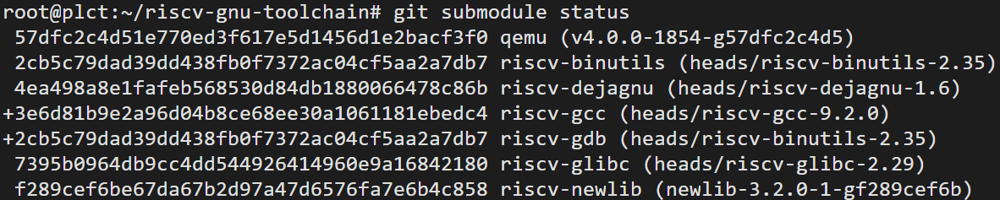 root@plct:~/riscv-gnu-toolchain# git submodule status
 57dfc2c4d51e770ed3f617e5d1456d1e2bacf3f0 qemu (v4.0.0-1854-g57dfc2c4d5)
 2cb5c79dad39dd438fb0f7372ac04cf5aa2a7db7 riscv-binutils (heads/riscv-binutils-2.35)
 4ea498a8e1fafeb568530d84db1880066478c86b riscv-dejagnu (heads/riscv-dejagnu-1.6)
+3e6d81b9e2a96d04b8ce68ee30a1061181ebedc4 riscv-gcc (heads/riscv-gcc-9.2.0)
+2cb5c79dad39dd438fb0f7372ac04cf5aa2a7db7 riscv-gdb (heads/riscv-binutils-2.35)
 7395b0964db9cc4dd544926414960e9a16842180 riscv-glibc (heads/riscv-glibc-2.29)
 f289cef6be67da67b2d97a47d6576fa7e6b4c858 riscv-newlib (newlib-3.2.0-1-gf289cef6b)